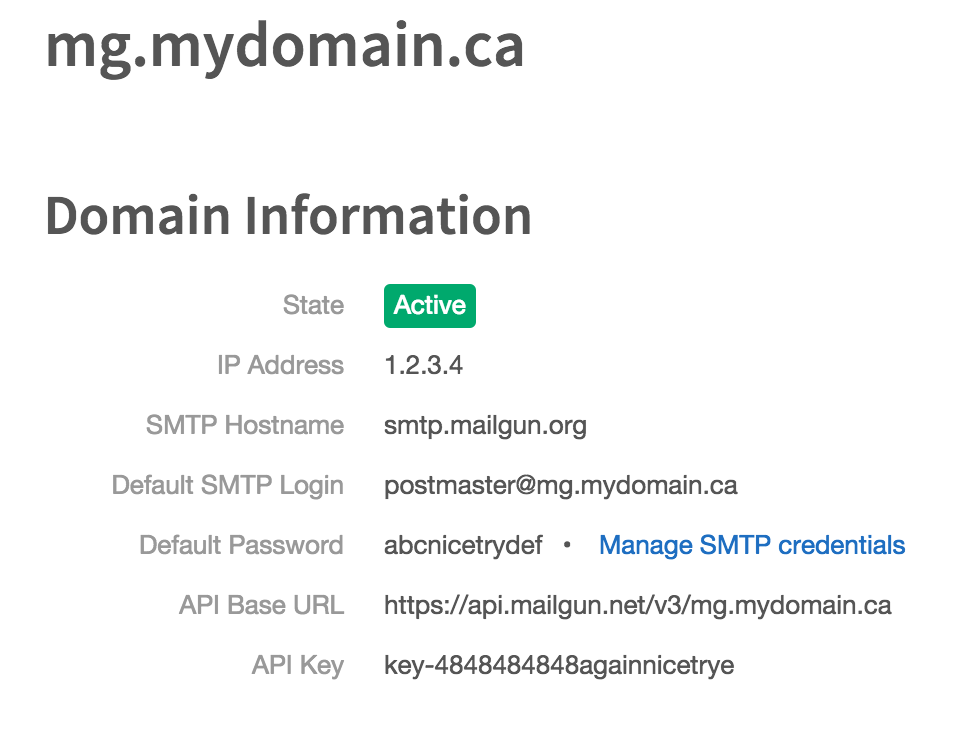 mg.mydomain.ca
Domain Information
State Active
IP Address 1.2.3.4
SMTP Hostname smtp.mailgun.org
Default SMTP Login postmaster@mg.mydomain.ca
Default Password abcnicetrydef • Manage SMTP credentials
API Base URL https://api.mailgun.net/v3/mg.mydomain.ca
API Key key-4848484848againnicetrye